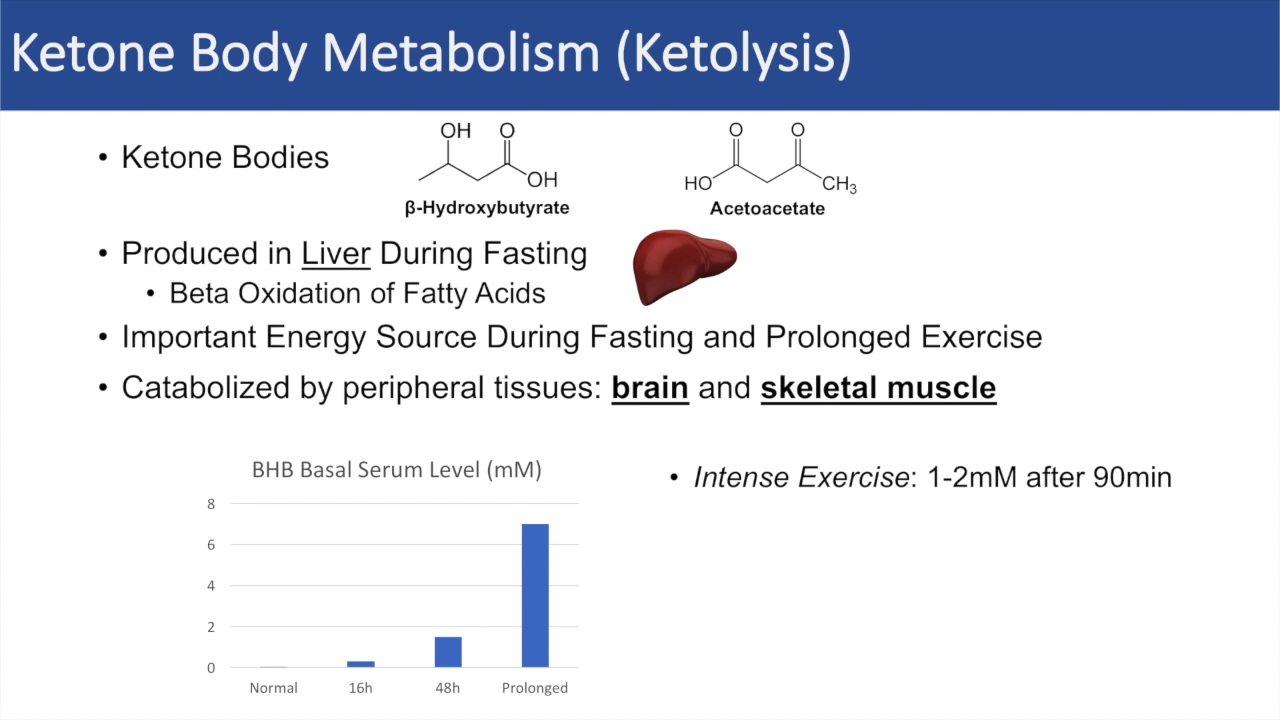 Ketone Body Metabolism (Ketolysis)
• Ketone Bodies
OH O
OH
β-Hydroxybutyrate
O O
HO CH₃
Acetoacetate
• Produced in Liver During Fasting
• Beta Oxidation of Fatty Acids
• Important Energy Source During Fasting and Prolonged Exercise
• Catabolized by peripheral tissues: brain and skeletal muscle
BHB Basal Serum Level (mM)
8
6
4
2
0
Normal 16h 48h Prolonged
• Intense Exercise: 1-2mM after 90min